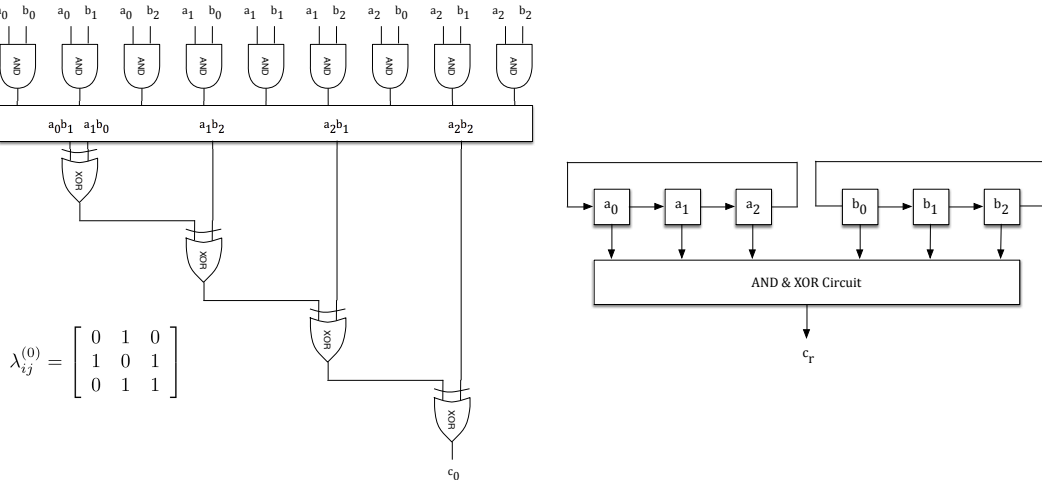 a0 b0 a0 b1 a0 b2 a1 b0 a1 b1 a1 b2 a2 b0 a2 b1 a2 b2
AND AND AND AND AND AND AND AND AND
a0b1 a1b0 a1b2 a2b1 a2b2
XOR
XOR
XOR
XOR
c0
λij(0) = [ 0 1 0
1 0 1
0 1 1 ]
a0 a1 a2 b0 b1 b2
AND & XOR Circuit
cr